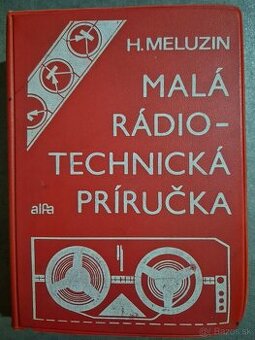 H. MELUZIN
MALÁ
RÁDIO-
TECHNICKÁ
PRÍRUČKA
alfa